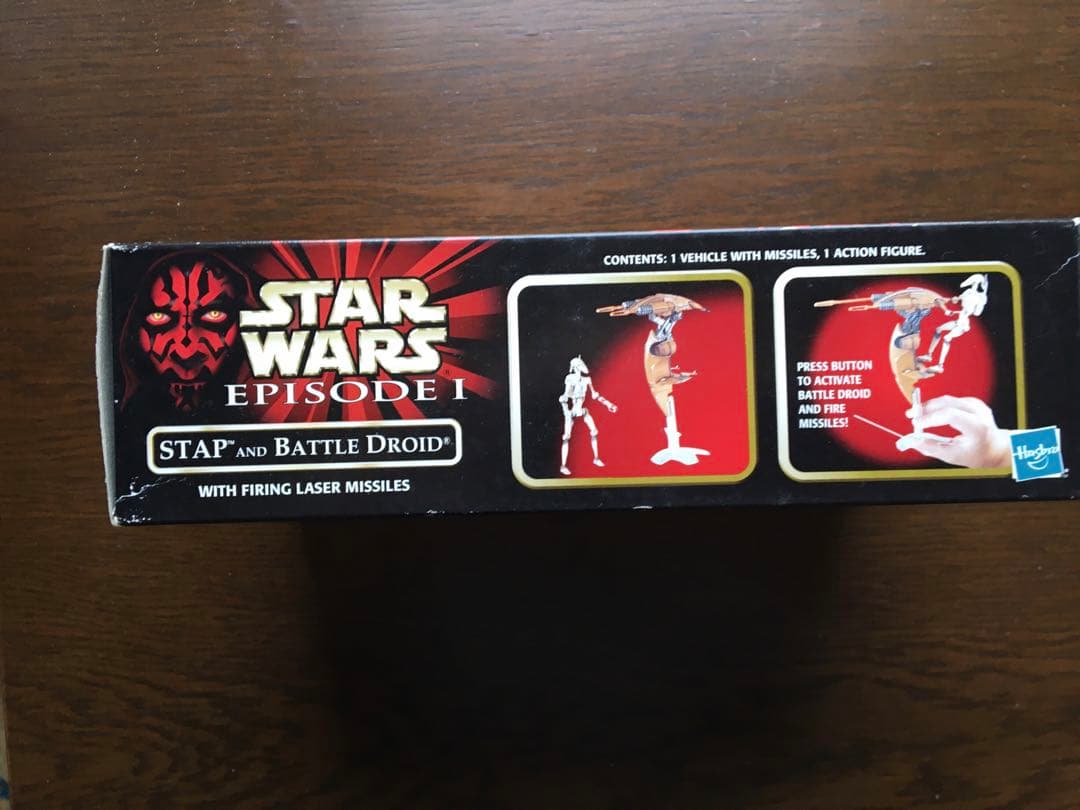 STAR
WARS
EPISODE I
STAP™ AND BATTLE DROID®
WITH FIRING LASER MISSILES
CONTENTS: 1 VEHICLE WITH MISSILES, 1 ACTION FIGURE.
PRESS BUTTON
TO ACTIVATE
BATTLE DROID
AND FIRE
MISSILES!
Hasbro